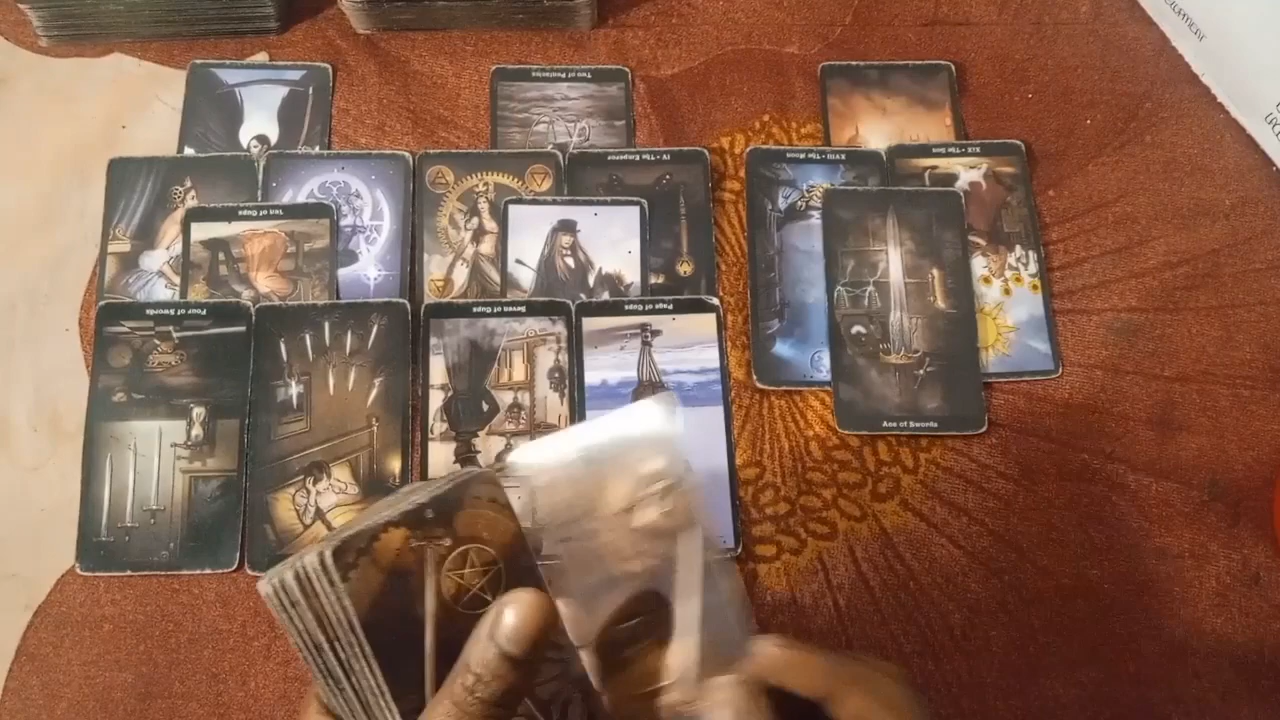 Two of Pentacles
IV • The Emperor
XVIII • The Moon
XIX • The Sun
Ten of Cups
Four of Swords
Seven of Cups
Page of Cups
Ace of Swords